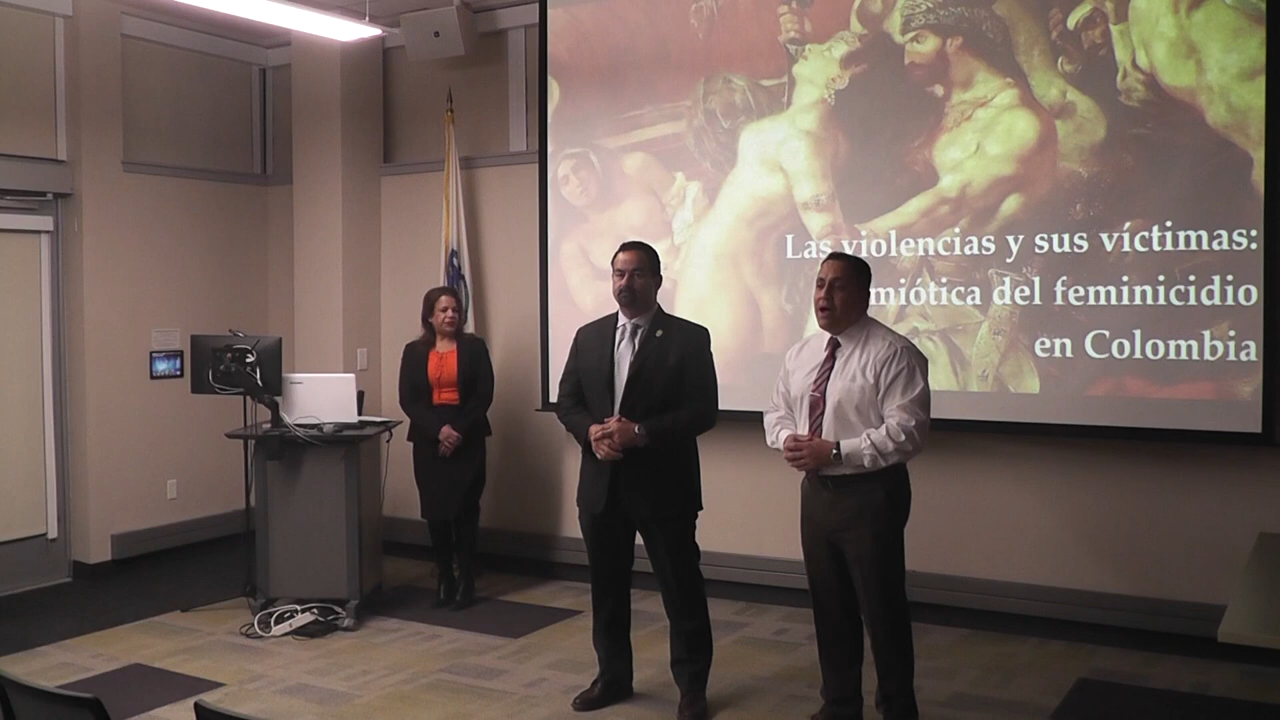 Las violencias y sus víctimas:
miótica del feminicidio
en Colombia